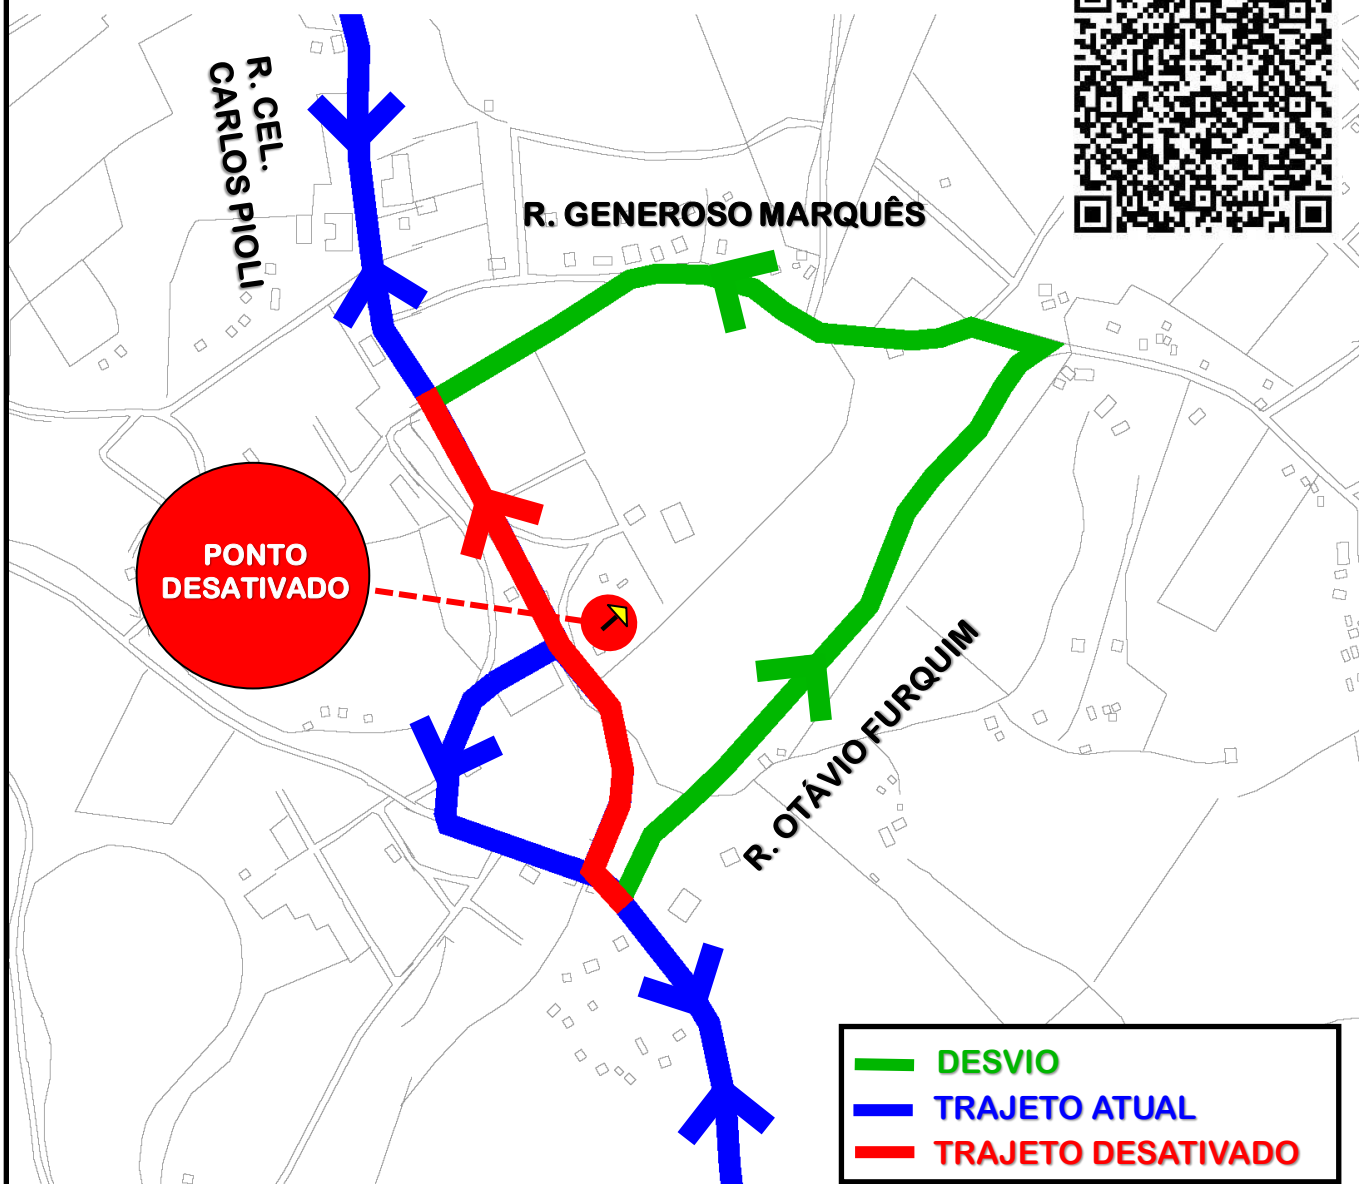 R. CEL.
CARLOS PIOLI
R. GENEROSO MARQUÊS
PONTO
DESATIVADO
R. OTÁVIO FURQUIM
DESVIO
TRAJETO ATUAL
TRAJETO DESATIVADO